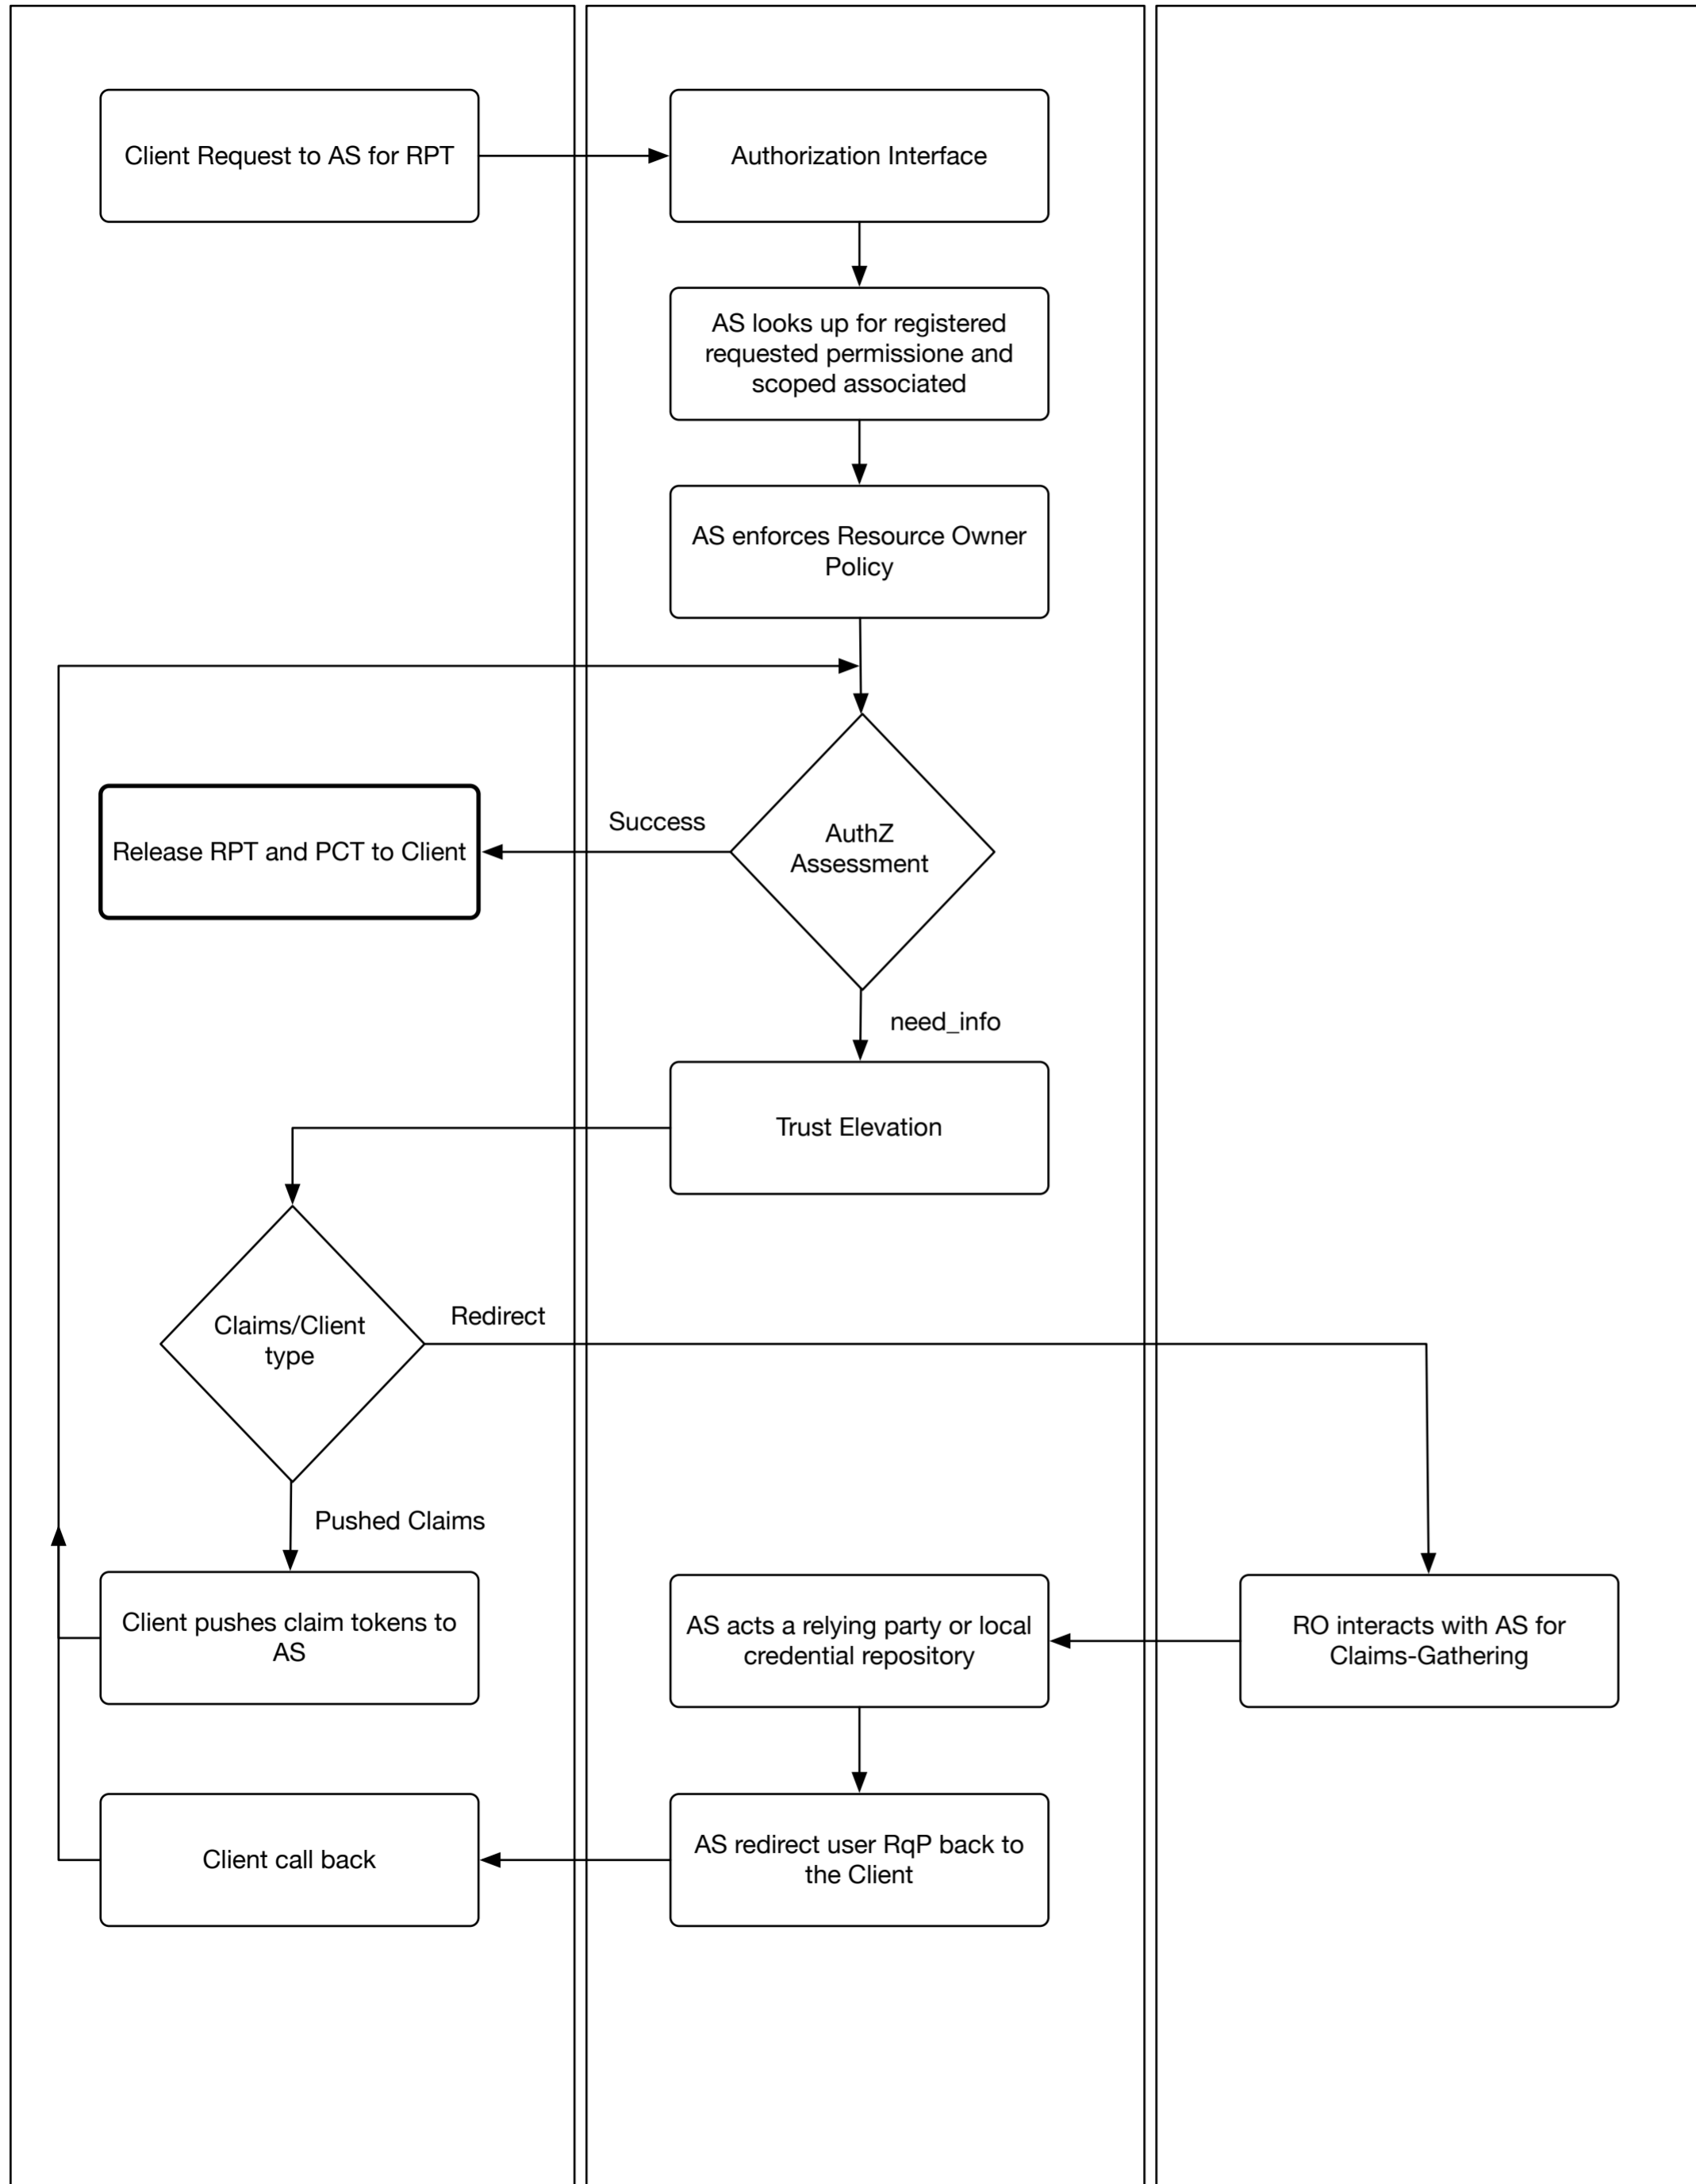 Client Request to AS for RPT
Authorization Interface
AS looks up for registered
requested permissione and
scoped associated
AS enforces Resource Owner
Policy
Success
AuthZ
Assessment
Release RPT and PCT to Client
need_info
Trust Elevation
Redirect
Claims/Client
type
Pushed Claims
Client pushes claim tokens to
AS
AS acts a relying party or local
credential repository
RO interacts with AS for
Claims-Gathering
Client call back
AS redirect user RqP back to
the Client